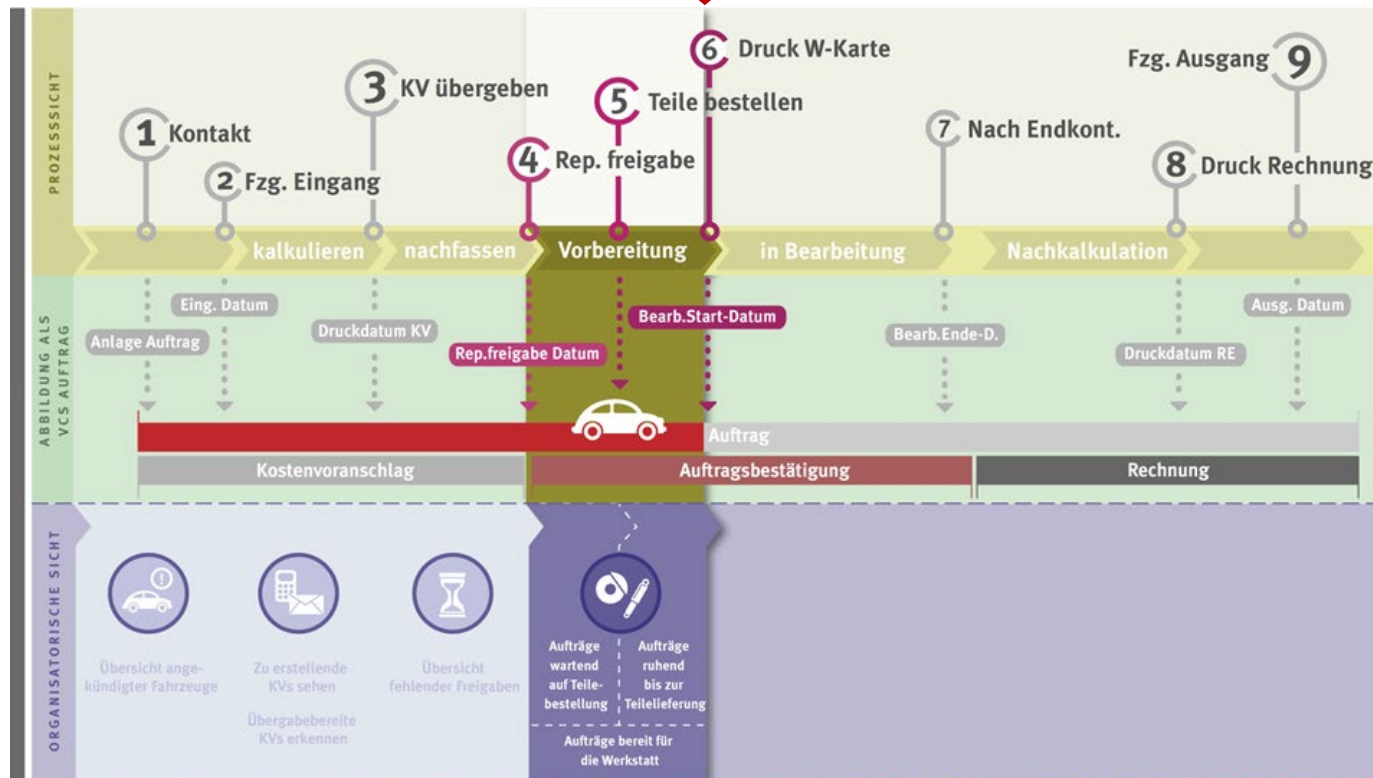 PROZESSSICHT
1 Kontakt
2 Fzg. Eingang
3 KV übergeben
4 Rep. freigabe
5 Teile bestellen
6 Druck W-Karte
7 Nach Endkont.
8 Druck Rechnung
Fzg. Ausgang 9
kalkulieren
nachfassen
Vorbereitung
in Bearbeitung
Nachkalkulation
ABBILDUNG ALS
VCS AUFTRAG
Anlage Auftrag
Eing. Datum
Druckdatum KV
Rep.freigabe Datum
Bearb.Start-Datum
Bearb.Ende-D.
Druckdatum RE
Ausg. Datum
Auftrag
Kostenvoranschlag
Auftragsbestätigung
Rechnung
ORGANISATORISCHE SICHT
Übersicht ange-
kündigter Fahrzeuge
Zu erstellende
KVs sehen
Übergabebereite
KVs erkennen
Übersicht
fehlender Freigaben
Aufträge
wartend
auf Teile-
bestellung
Aufträge
ruhend
bis zur
Teilelieferung
Aufträge bereit für
die Werkstatt